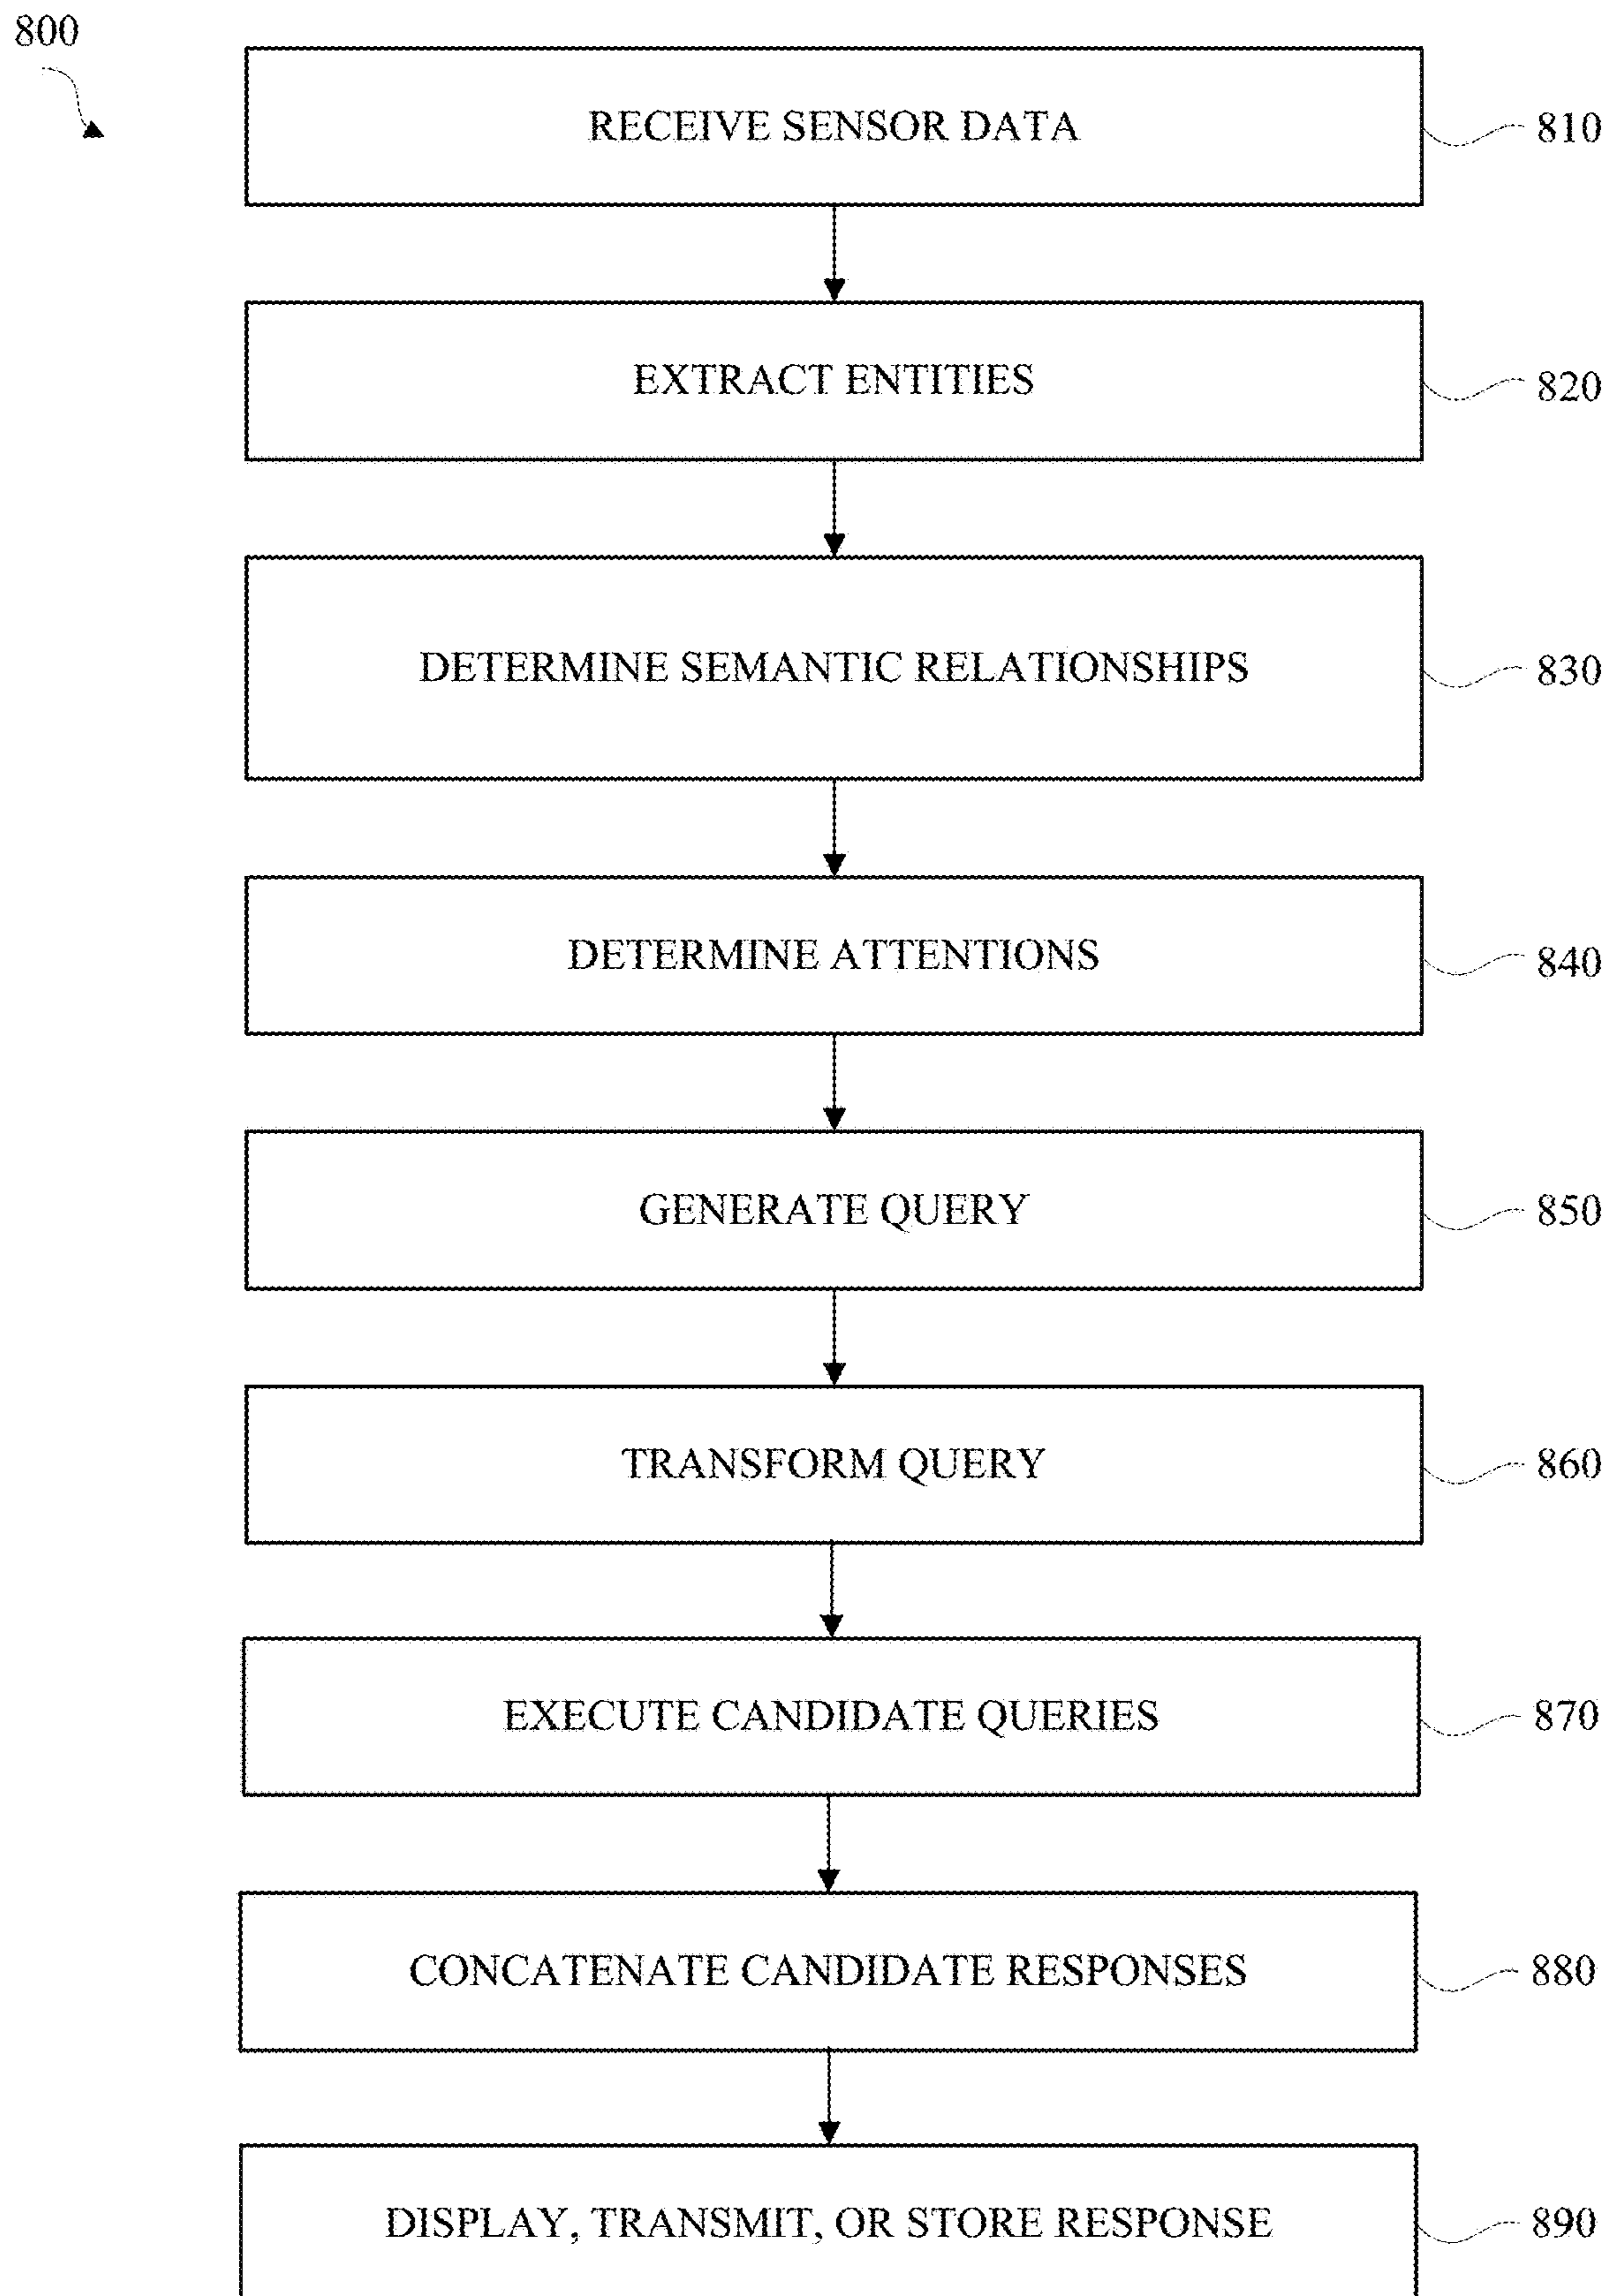 800
RECEIVE SENSOR DATA 810
EXTRACT ENTITIES 820
DETERMINE SEMANTIC RELATIONSHIPS 830
DETERMINE ATTENTIONS 840
GENERATE QUERY 850
TRANSFORM QUERY 860
EXECUTE CANDIDATE QUERIES 870
CONCATENATE CANDIDATE RESPONSES 880
DISPLAY, TRANSMIT, OR STORE RESPONSE 890